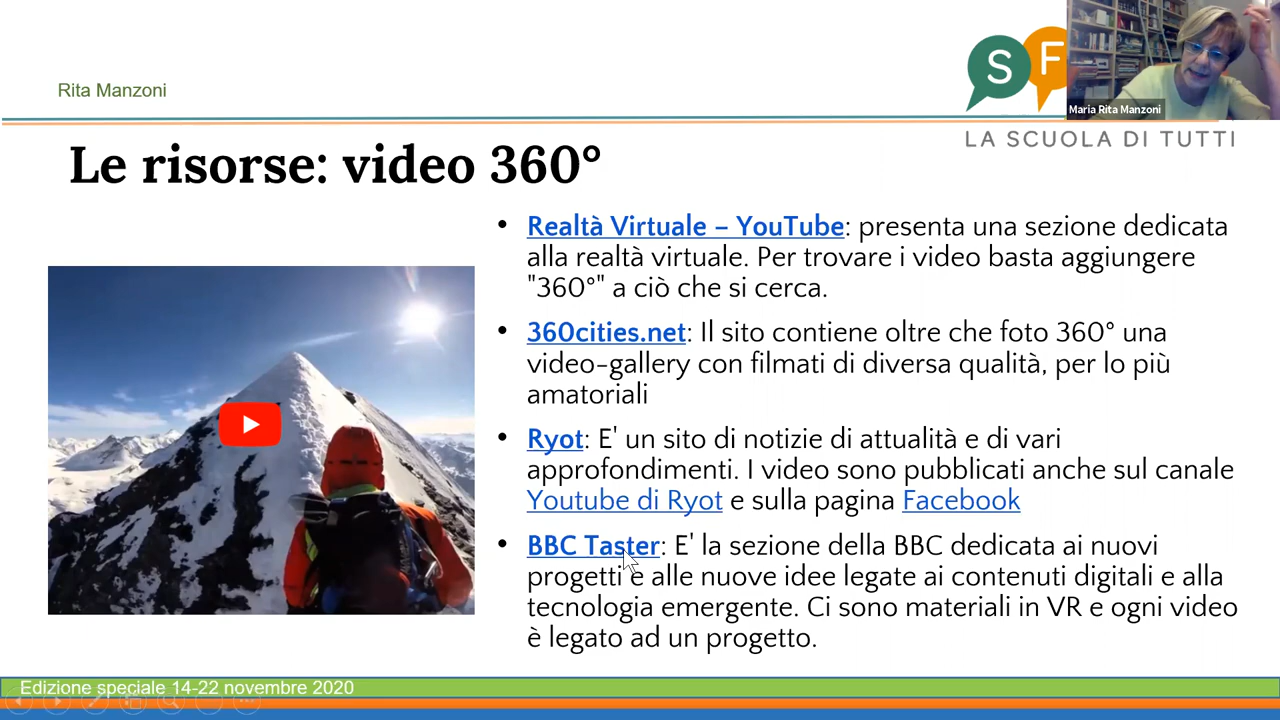 Rita Manzoni
S F
Maria Rita Manzoni
LA SCUOLA DI TUTTI
Le risorse: video 360°
• Realtà Virtuale – YouTube: presenta una sezione dedicata
alla realtà virtuale. Per trovare i video basta aggiungere
"360°" a ciò che si cerca.
• 360cities.net: Il sito contiene oltre che foto 360° una
video-gallery con filmati di diversa qualità, per lo più
amatoriali
• Ryot: E' un sito di notizie di attualità e di vari
approfondimenti. I video sono pubblicati anche sul canale
Youtube di Ryot e sulla pagina Facebook
• BBC Taster: E' la sezione della BBC dedicata ai nuovi
progetti e alle nuove idee legate ai contenuti digitali e alla
tecnologia emergente. Ci sono materiali in VR e ogni video
è legato ad un progetto.
Edizione speciale 14-22 novembre 2020